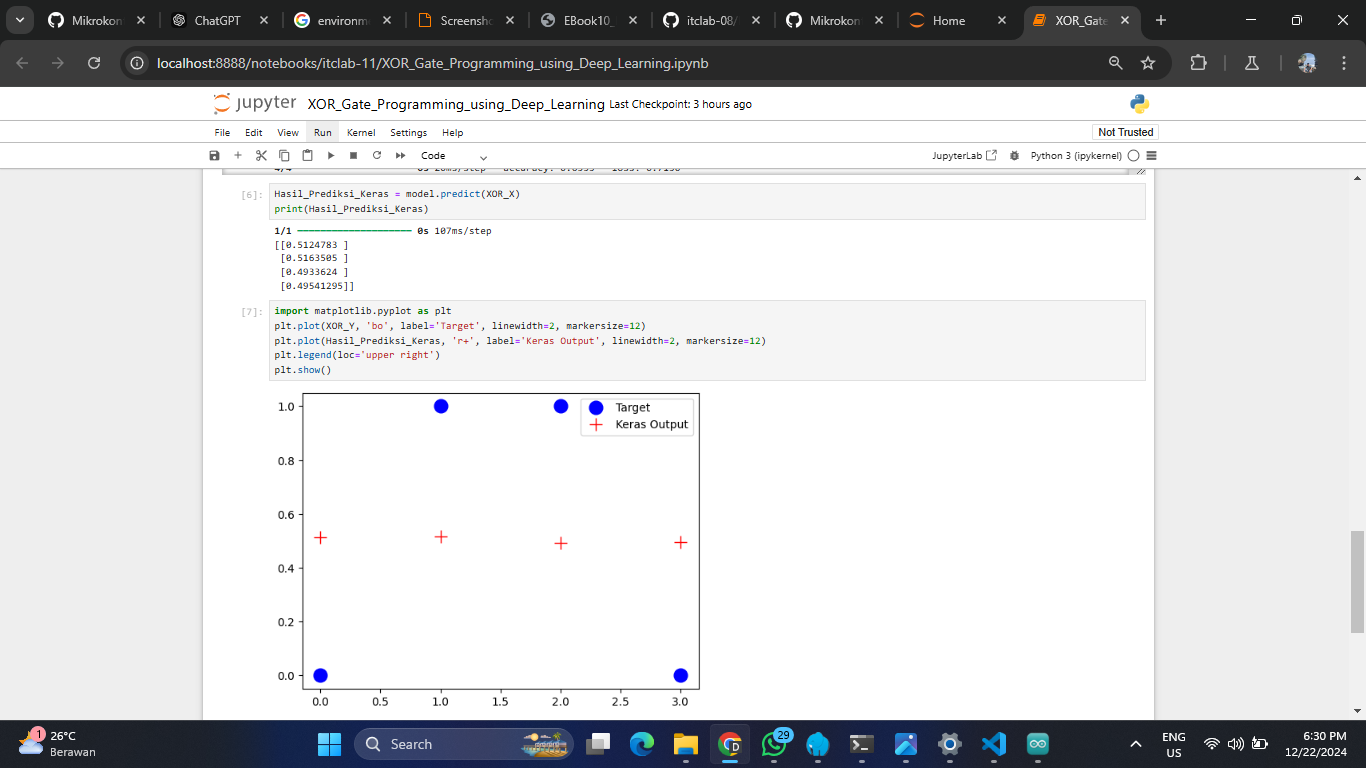 Mikrokon
ChatGPT
environm
Screensho
EBook10_
itclab-08/
Mikrokon
Home
XOR_Gate
localhost:8888/notebooks/itclab-11/XOR_Gate_Programming_using_Deep_Learning.ipynb
jupyter XOR_Gate_Programming_using_Deep_Learning Last Checkpoint: 3 hours ago
File Edit View Run Kernel Settings Help
Not Trusted
Code
JupyterLab
Python 3 (ipykernel)
[6]:
Hasil_Prediksi_Keras = model.predict(XOR_X)
print(Hasil_Prediksi_Keras)
1/1 0s 107ms/step
[[0.5124783 ]
[0.5163505 ]
[0.4933624 ]
[0.49541295]]
[7]:
import matplotlib.pyplot as plt
plt.plot(XOR_Y, 'bo', label='Target', linewidth=2, markersize=12)
plt.plot(Hasil_Prediksi_Keras, 'r+', label='Keras Output', linewidth=2, markersize=12)
plt.legend(loc='upper right')
plt.show()
Target
Keras Output
1.0
0.8
0.6
0.4
0.2
0.0
0.0 0.5 1.0 1.5 2.0 2.5 3.0
1
26°C
Berawan
Search
D
29
ENG
US
6:30 PM
12/22/2024